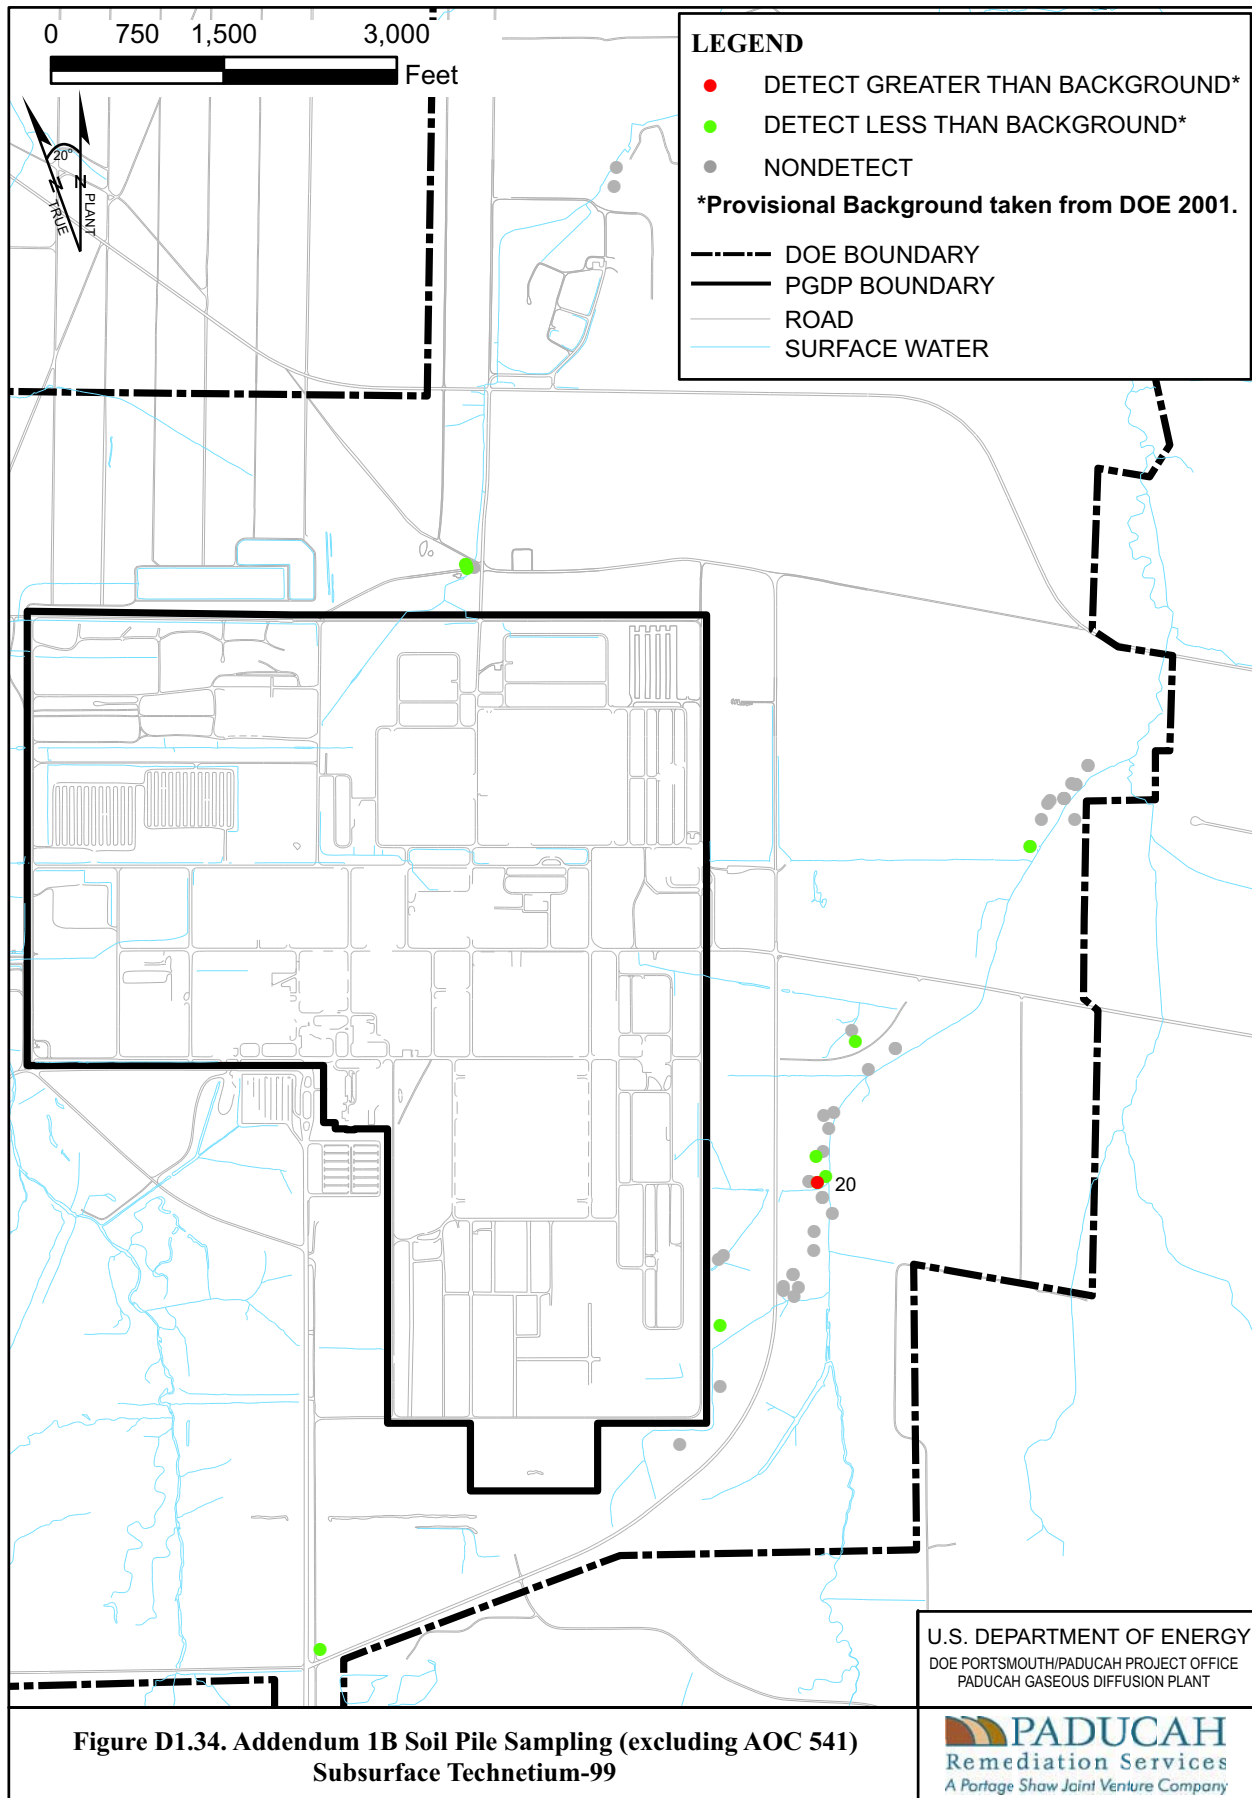 0 750 1,500 3,000
Feet
20°
N
TRUE
N
PLANT
LEGEND
DETECT GREATER THAN BACKGROUND*
DETECT LESS THAN BACKGROUND*
NONDETECT
*Provisional Background taken from DOE 2001.
DOE BOUNDARY
PGDP BOUNDARY
ROAD
SURFACE WATER
20
U.S. DEPARTMENT OF ENERGY
DOE PORTSMOUTH/PADUCAH PROJECT OFFICE
PADUCAH GASEOUS DIFFUSION PLANT
Figure D1.34. Addendum 1B Soil Pile Sampling (excluding AOC 541)
Subsurface Technetium-99
PADUCAH
Remediation Services
A Portage Shaw Joint Venture Company